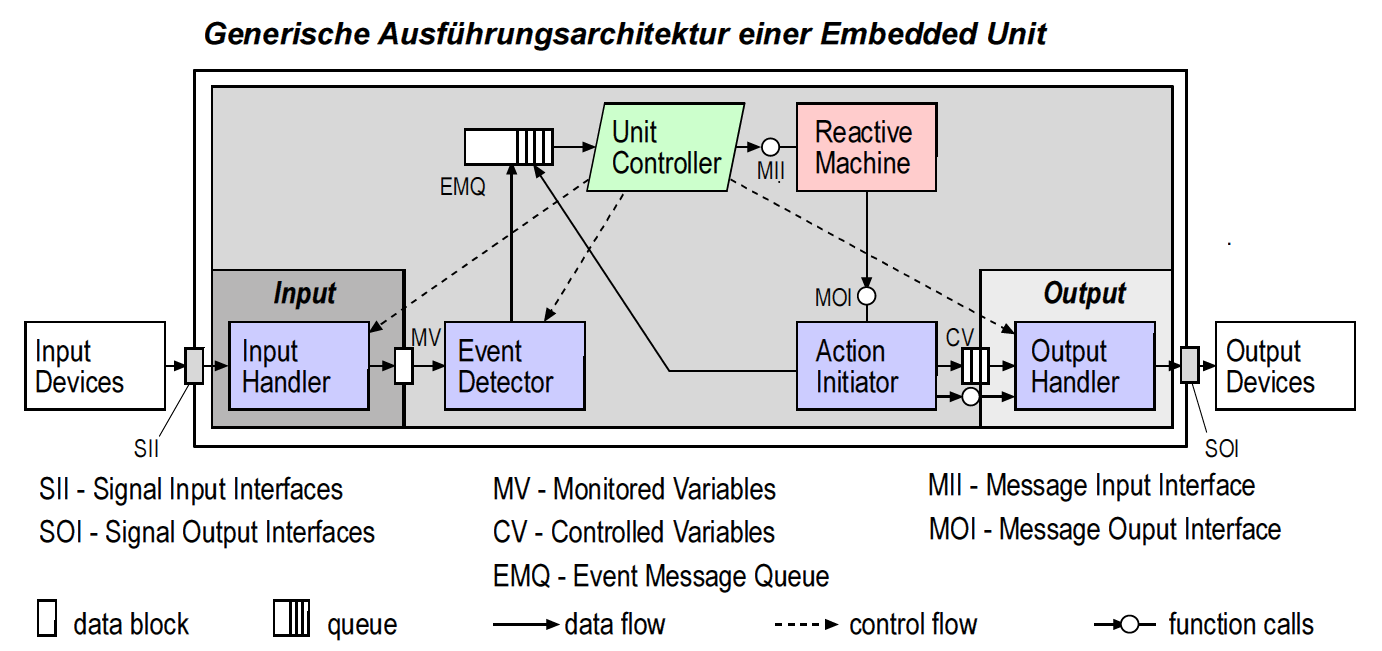 Generische Ausführungsarchitektur einer Embedded Unit
Unit
Controller
Reactive
Machine
MII
EMQ
Input
MOI
Output
Input
Devices
Input
Handler
MV
Event
Detector
Action
Initiator
CV
Output
Handler
Output
Devices
SII
SOI
SII - Signal Input Interfaces
MV - Monitored Variables
MII - Message Input Interface
SOI - Signal Output Interfaces
CV - Controlled Variables
MOI - Message Ouput Interface
EMQ - Event Message Queue
data block
queue
data flow
control flow
function calls